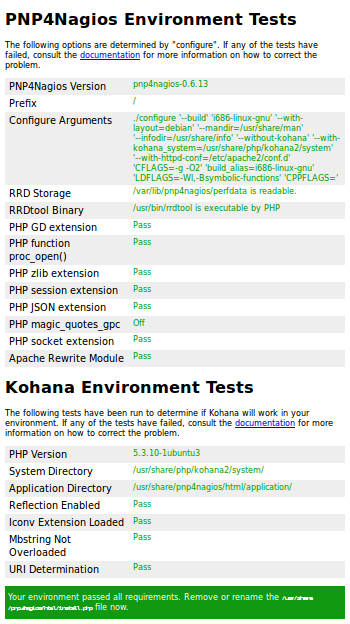 PNP4Nagios Environment Tests
The following options are determined by "configure". If any of the tests have
failed, consult the documentation for more information on how to correct the
problem.
PNP4Nagios Version pnp4nagios-0.6.13
Prefix /
Configure Arguments ./configure '--build' 'i686-linux-gnu' '--with-
layout=debian' '--mandir=/usr/share/man'
'--infodir=/usr/share/info' '--without-kohana' '--with-
kohana_system=/usr/share/php/kohana2/system'
'--with-httpd-conf=/etc/apache2/conf.d'
'CFLAGS=-g -O2' 'build_alias=i686-linux-gnu'
'LDFLAGS=-Wl,-Bsymbolic-functions' 'CPPFLAGS='
RRD Storage /var/lib/pnp4nagios/perfdata is readable.
RRDtool Binary /usr/bin/rrdtool is executable by PHP
PHP GD extension Pass
PHP function Pass
proc_open()
PHP zlib extension Pass
PHP session extension Pass
PHP JSON extension Pass
PHP magic_quotes_gpc Off
PHP socket extension Pass
Apache Rewrite Module Pass
Kohana Environment Tests
The following tests have been run to determine if Kohana will work in your
environment. If any of the tests have failed, consult the documentation for more
information on how to correct the problem.
PHP Version 5.3.10-1ubuntu3
System Directory /usr/share/php/kohana2/system/
Application Directory /usr/share/pnp4nagios/html/application/
Reflection Enabled Pass
Iconv Extension Loaded Pass
Mbstring Not Pass
Overloaded
URI Determination Pass
Your environment passed all requirements. Remove or rename the /usr/share
/pnp4nagios/html/install.php file now.